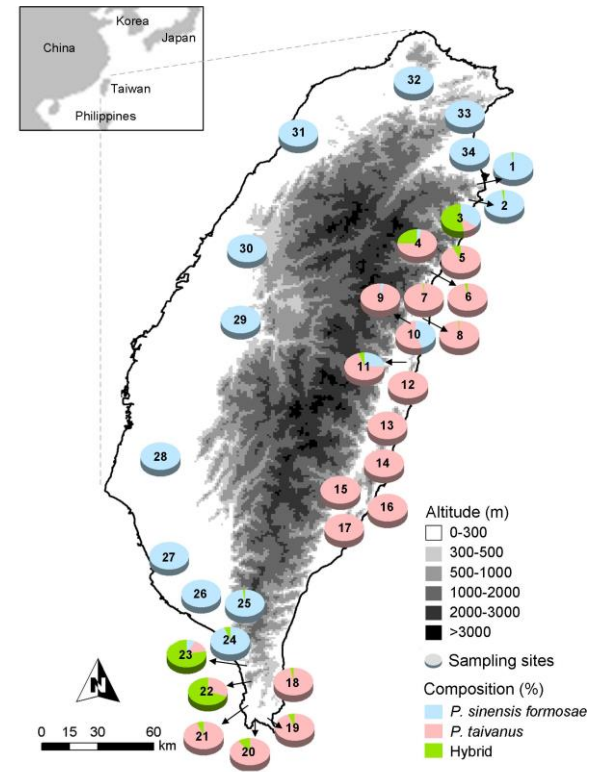 Korea
China
Japan
Taiwan
Philippines
32
33
31
34
1
2
3
4
5
30
9
7
6
29
10
8
11
12
13
28
14
15
16
17
27
26
25
24
23
18
22
21
20
19
N
0 15 30 60
km
Altitude (m)
0-300
300-500
500-1000
1000-2000
2000-3000
>3000
Sampling sites
Composition (%)
P. sinensis formosae
P. taivanus
Hybrid